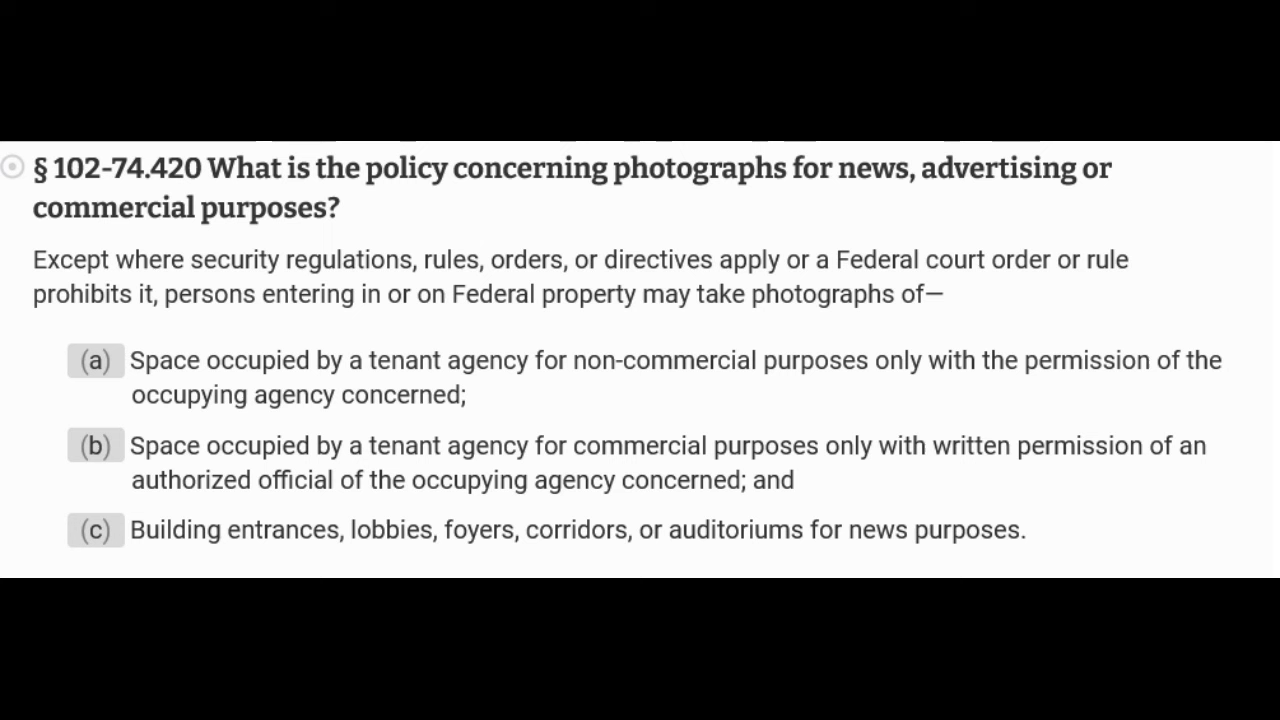 § 102-74.420 What is the policy concerning photographs for news, advertising or
commercial purposes?
Except where security regulations, rules, orders, or directives apply or a Federal court order or rule
prohibits it, persons entering in or on Federal property may take photographs of—
(a) Space occupied by a tenant agency for non-commercial purposes only with the permission of the
occupying agency concerned;
(b) Space occupied by a tenant agency for commercial purposes only with written permission of an
authorized official of the occupying agency concerned; and
(c) Building entrances, lobbies, foyers, corridors, or auditoriums for news purposes.